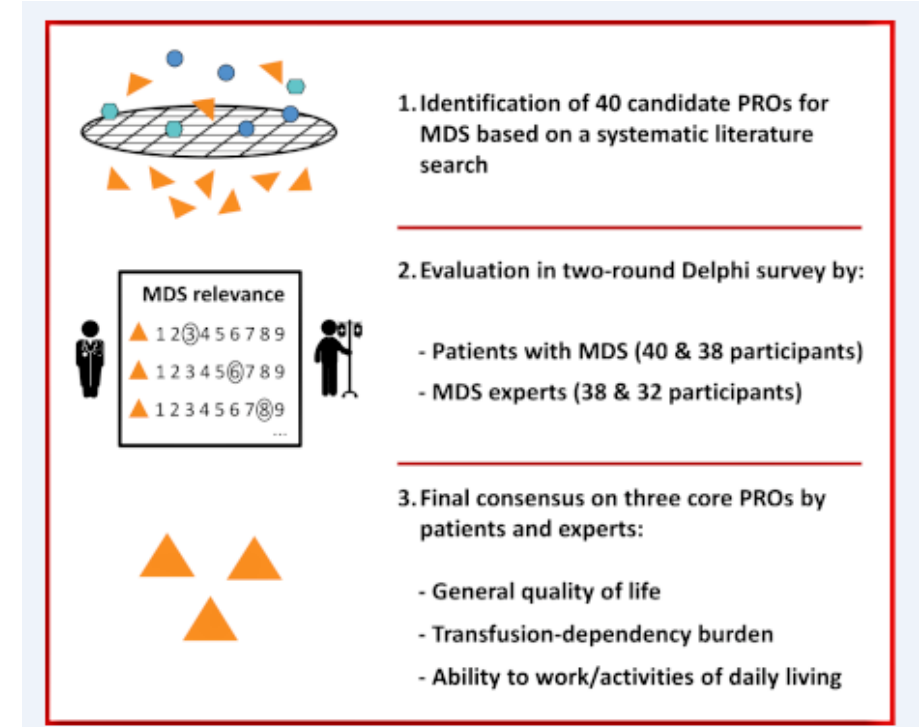 1. Identification of 40 candidate PROs for
MDS based on a systematic literature
search
2. Evaluation in two-round Delphi survey by:
MDS relevance
1 2 3 4 5 6 7 8 9
1 2 3 4 5 6 7 8 9
1 2 3 4 5 6 7 8 9
...
- Patients with MDS (40 & 38 participants)
- MDS experts (38 & 32 participants)
3. Final consensus on three core PROs by
patients and experts:
- General quality of life
- Transfusion-dependency burden
- Ability to work/activities of daily living